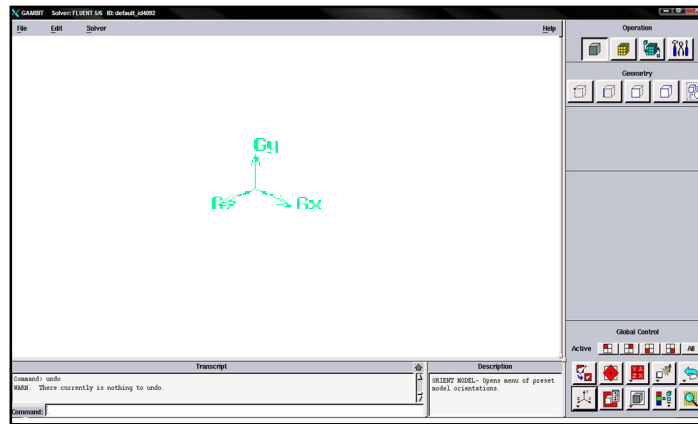 GAMBIT Solver: FLUENT 5/6 ID: default_id4092
File Edit Solver Help
Operation
Geometry
Gy
Gz Gx
Global Control
Active All
Transcript
Description
Command> undo
WARN: There currently is nothing to undo.
ORIENT MODEL- Opens menu of preset
model orientations.
Command: